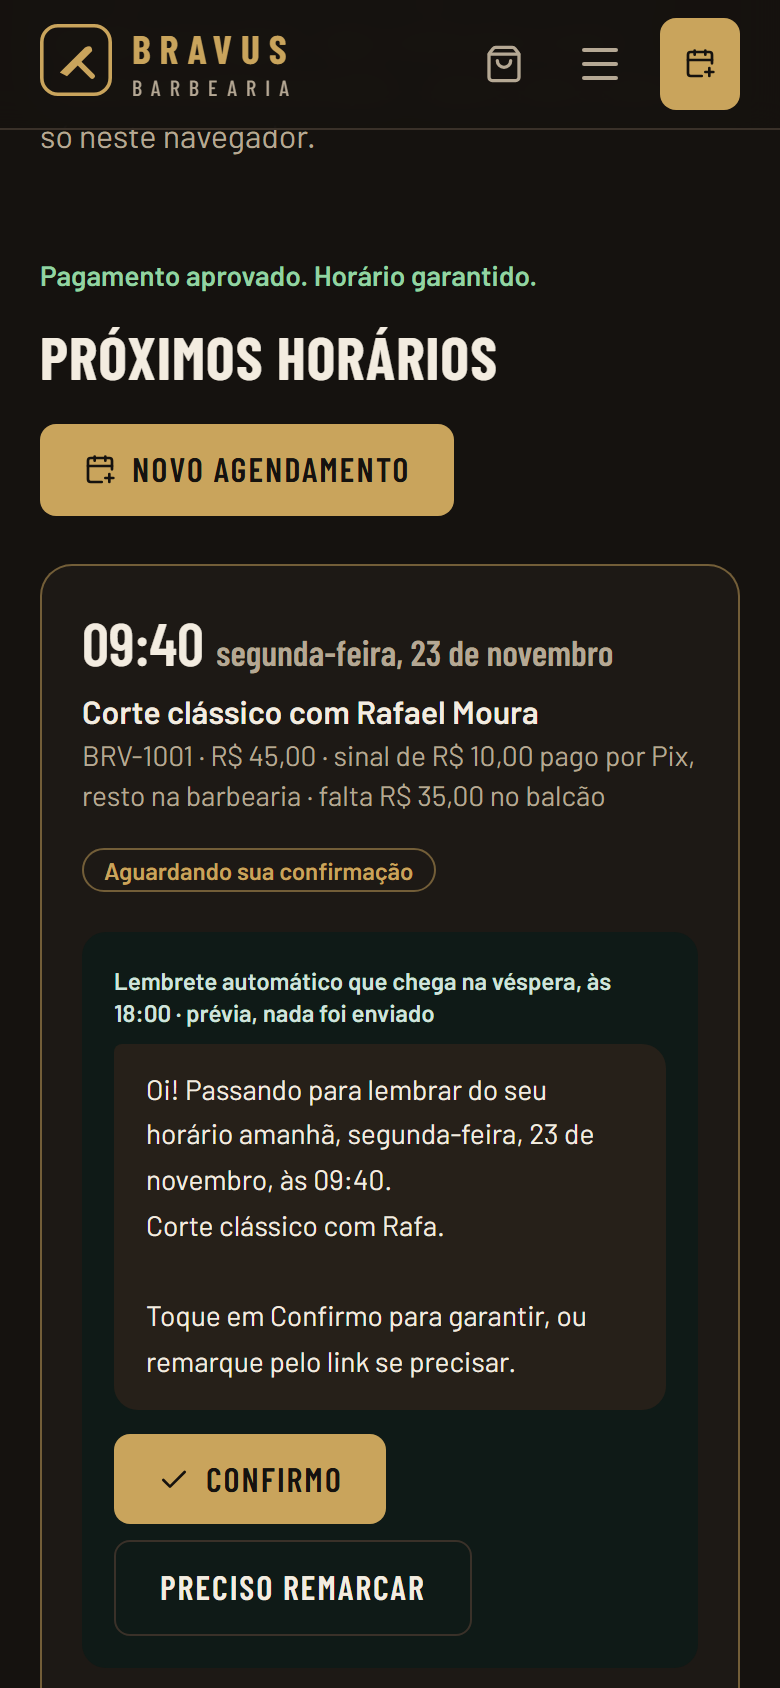 BRAVUS
BARBEARIA
só neste navegador.
Pagamento aprovado. Horário garantido.
PRÓXIMOS HORÁRIOS
NOVO AGENDAMENTO
09:40 segunda-feira, 23 de novembro
Corte clássico com Rafael Moura
BRV-1001 · R$ 45,00 · sinal de R$ 10,00 pago por Pix,
resto na barbearia · falta R$ 35,00 no balcão
Aguardando sua confirmação
Lembrete automático que chega na véspera, às
18:00 · prévia, nada foi enviado
Oi! Passando para lembrar do seu
horário amanhã, segunda-feira, 23 de
novembro, às 09:40.
Corte clássico com Rafa.
Toque em Confirmo para garantir, ou
remarque pelo link se precisar.
CONFIRMO
PRECISO REMARCAR